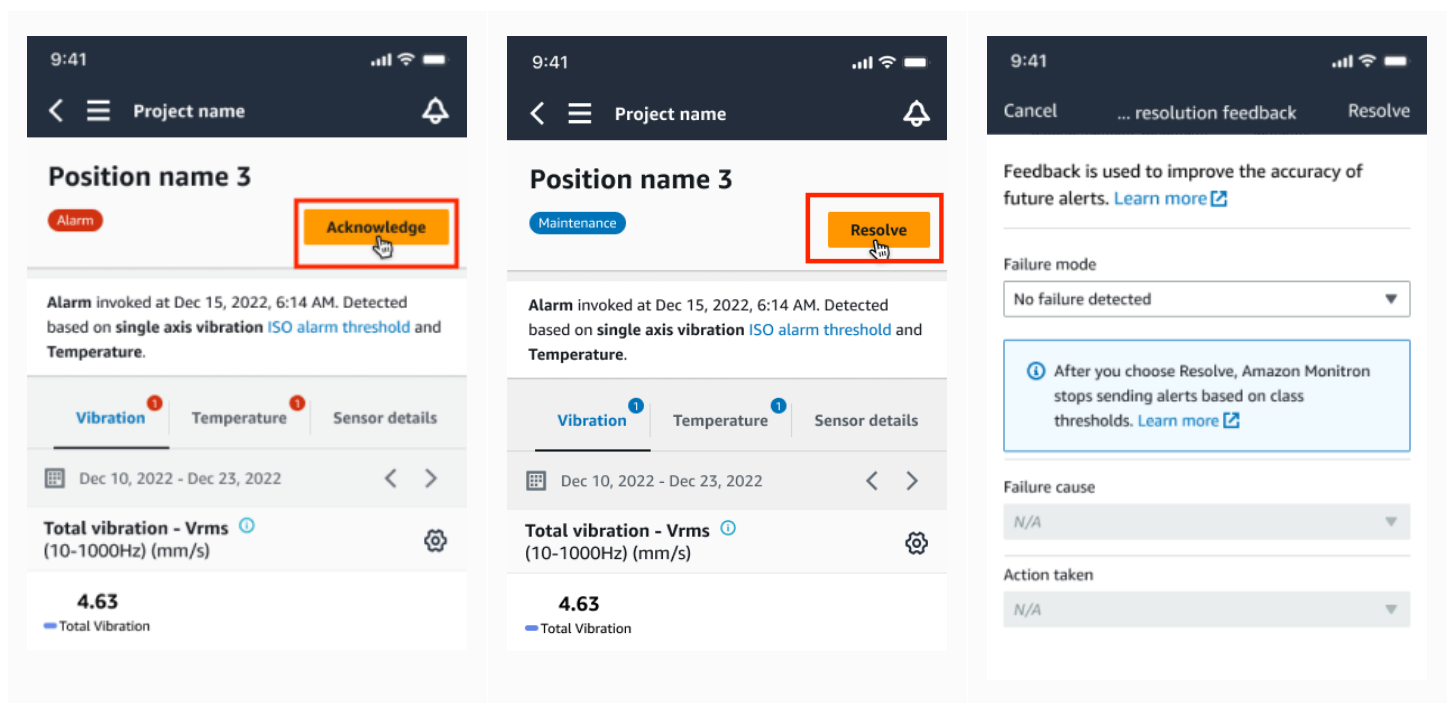 9:41
Project name
Position name 3
Alarm
Acknowledge
Alarm invoked at Dec 15, 2022, 6:14 AM. Detected
based on single axis vibration ISO alarm threshold and
Temperature.
Vibration 1 Temperature 1 Sensor details
Dec 10, 2022 - Dec 23, 2022
Total vibration - Vrms
(10-1000Hz) (mm/s)
4.63
Total Vibration
9:41
Project name
Position name 3
Maintenance
Resolve
Alarm invoked at Dec 15, 2022, 6:14 AM. Detected
based on single axis vibration ISO alarm threshold and
Temperature.
Vibration 1 Temperature 1 Sensor details
Dec 10, 2022 - Dec 23, 2022
Total vibration - Vrms
(10-1000Hz) (mm/s)
4.63
Total Vibration
9:41
Cancel ... resolution feedback Resolve
Feedback is used to improve the accuracy of
future alerts. Learn more
Failure mode
No failure detected
After you choose Resolve, Amazon Monitron
stops sending alerts based on class
thresholds. Learn more
Failure cause
N/A
Action taken
N/A